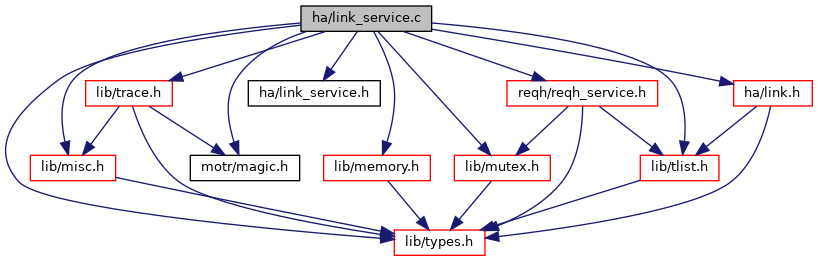 ha/link_service.c
lib/trace.h
ha/link_service.h
reqh/reqh_service.h
ha/link.h
lib/misc.h
motr/magic.h
lib/memory.h
lib/mutex.h
lib/tlist.h
lib/types.h